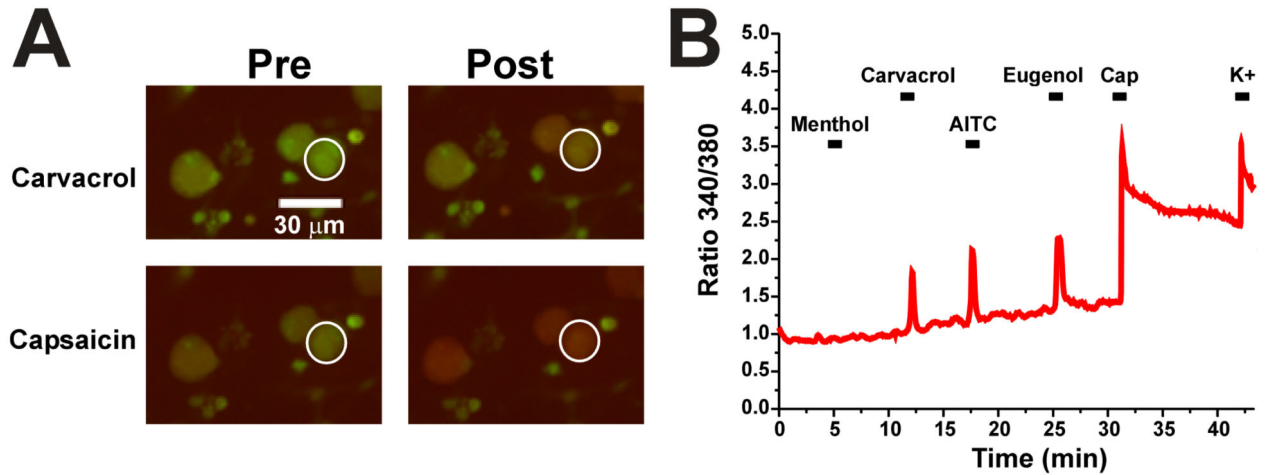 A
Pre
Post
Carvacrol
30 μm
Capsaicin
B
Ratio 340/380
5.0
4.5
4.0
3.5
3.0
2.5
2.0
1.5
1.0
0.5
0.0
Carvacrol
Eugenol
Cap
K+
Menthol
AITC
0 5 10 15 20 25 30 35 40
Time (min)